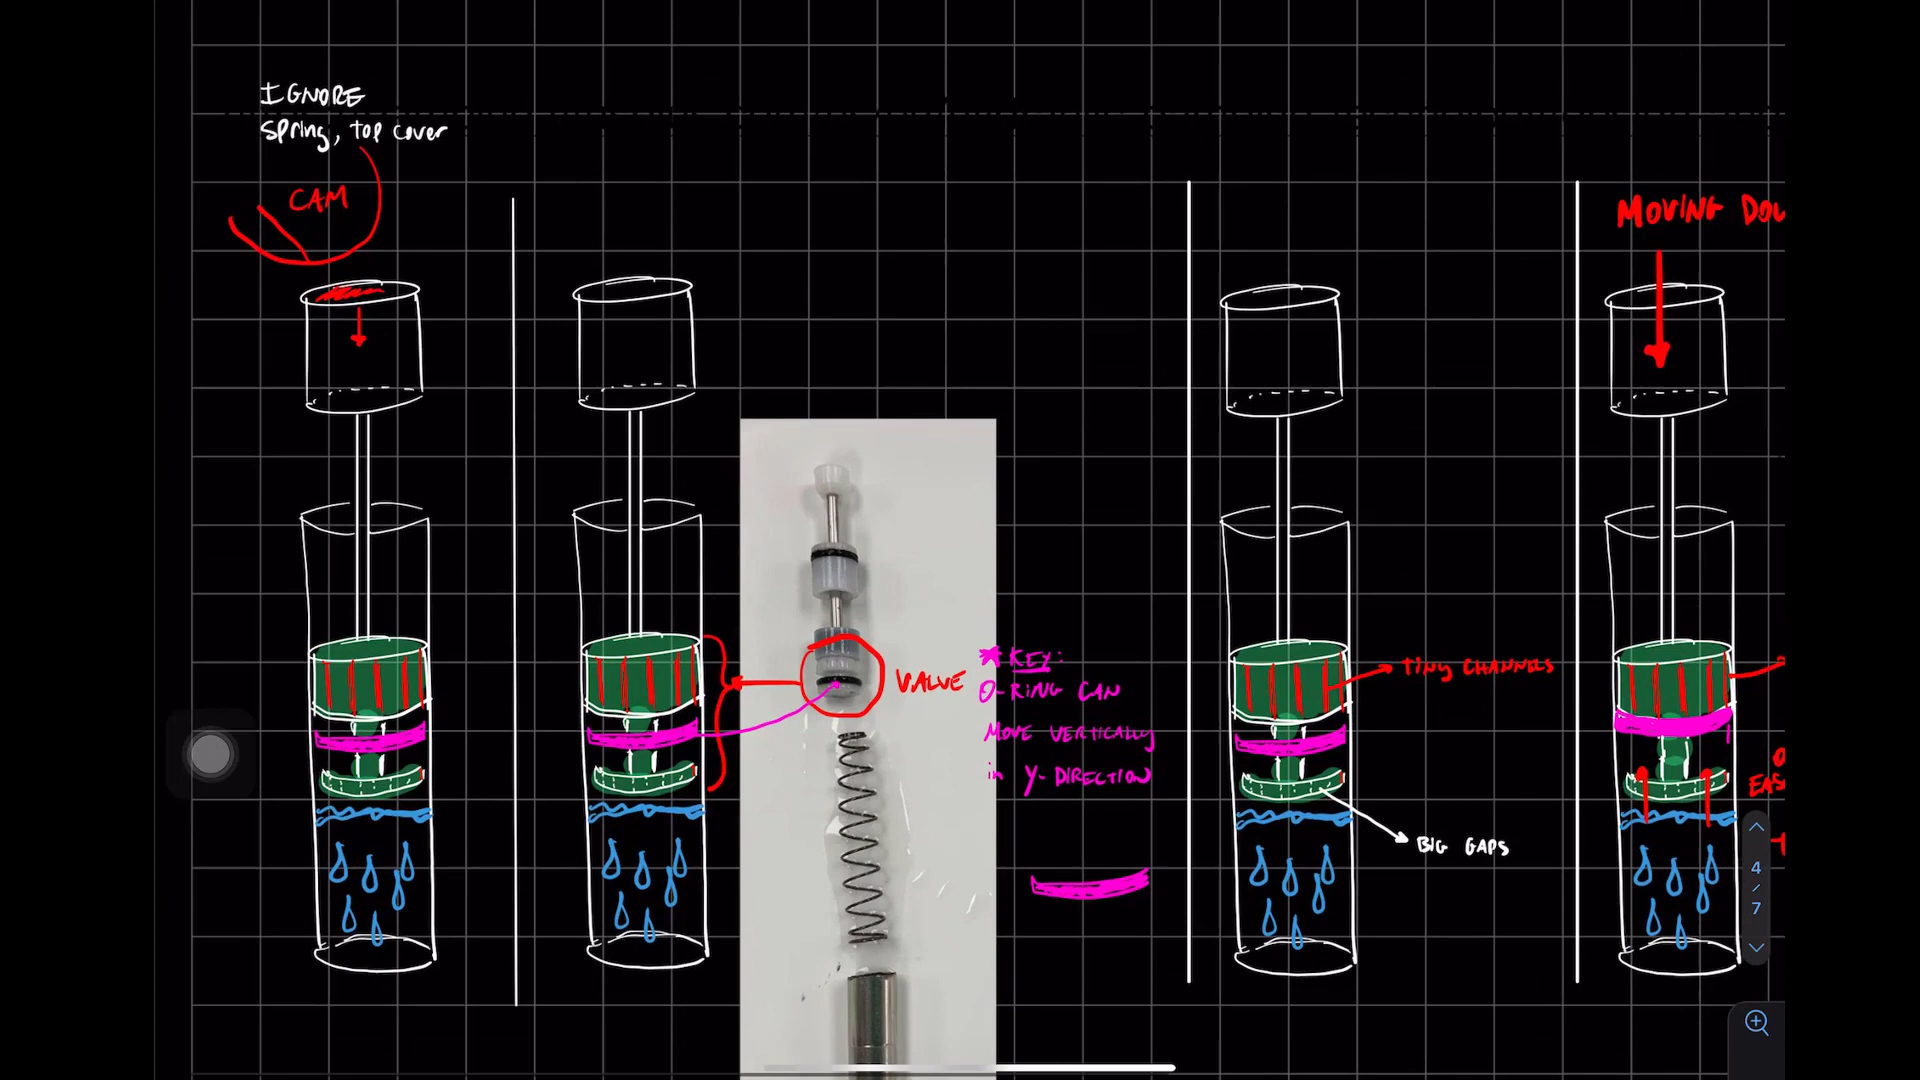 IGNORE
Spring, top cover
CAM
VALVE
* KEY:
O-RING CAN
MOVE VERTICALLY
in Y-DIRECTION
TINY CHANNELS
BIG GAPS
MOVING DOW
O
EAS
T
4
/
7